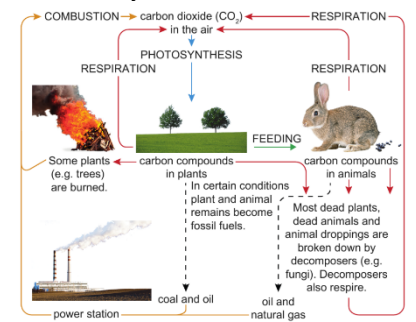 COMBUSTION
carbon dioxide (CO₂)
in the air
RESPIRATION
PHOTOSYNTHESIS
RESPIRATION
RESPIRATION
FEEDING
Some plants
(e.g. trees)
are burned.
carbon compounds
in plants
carbon compounds
in animals
In certain conditions
plant and animal
remains become
fossil fuels.
Most dead plants,
dead animals and
animal droppings are
broken down by
decomposers (e.g.
fungi). Decomposers
also respire.
coal and oil
oil and
natural gas
power station